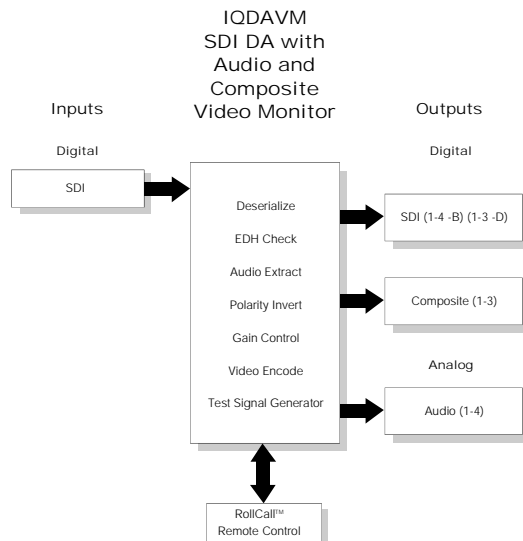 IQDAVM
SDI DA with
Audio and
Composite
Video Monitor
Inputs
Outputs
Digital
Digital
SDI
Deserialize
EDH Check
Audio Extract
Polarity Invert
Gain Control
Video Encode
Test Signal Generator
SDI (1-4 -B) (1-3 -D)
Composite (1-3)
Analog
Audio (1-4)
RollCall™
Remote Control